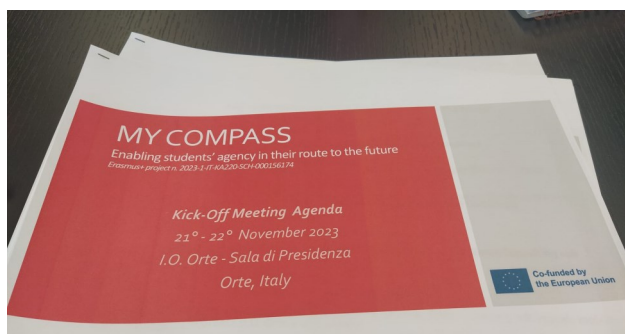 MY COMPASS
Enabling students' agency in their route to the future
Erasmus+ project n. 2023-1-IT-KA220-SCH-000156174
Kick-Off Meeting Agenda
21° - 22° November 2023
I.O. Orte - Sala di Presidenza
Orte, Italy
Co-funded by
the European Union